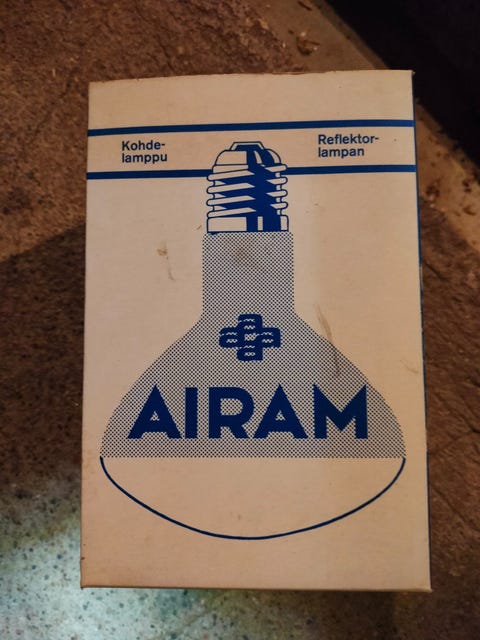 Kohde-
lamppu
Reflektor-
lampan
AIRAM